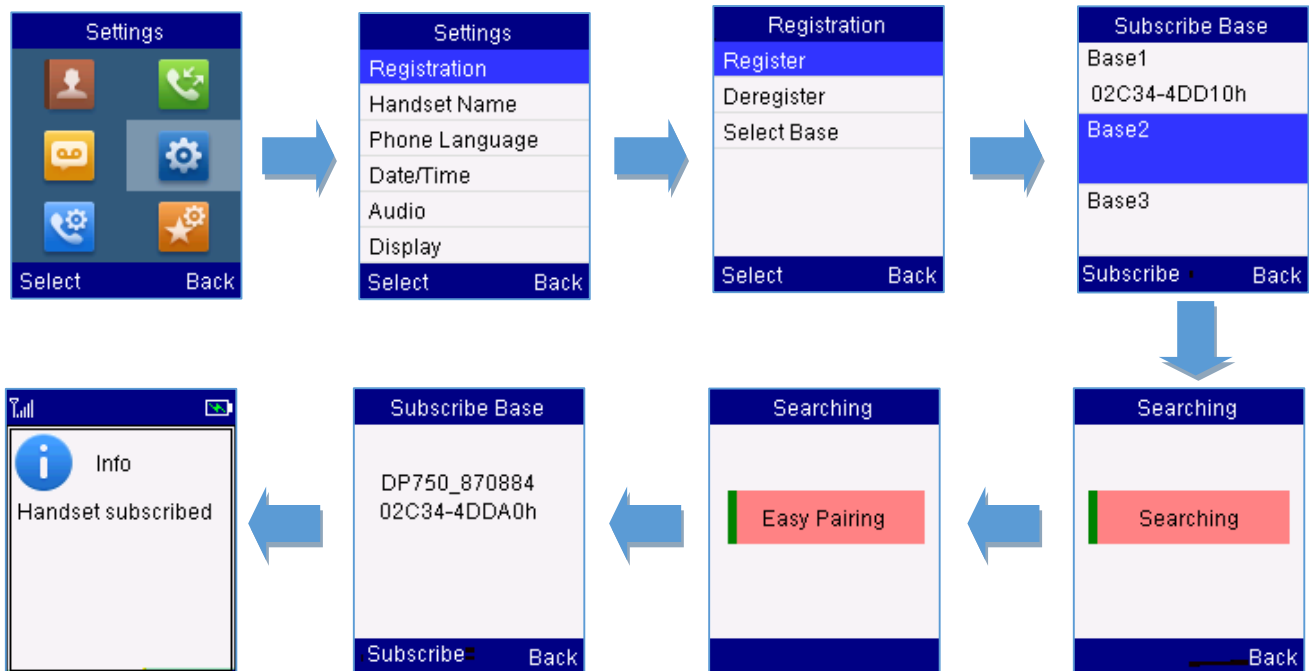 Settings
Select Back
Settings
Registration
Handset Name
Phone Language
Date/Time
Audio
Display
Select Back
Registration
Register
Deregister
Select Base
Select Back
Subscribe Base
Base1
02C34-4DD10h
Base2
Base3
Subscribe Back
Searching
Searching
Back
Searching
Easy Pairing
Subscribe Base
DP750_870884
02C34-4DDA0h
Subscribe Back
Info
Handset subscribed